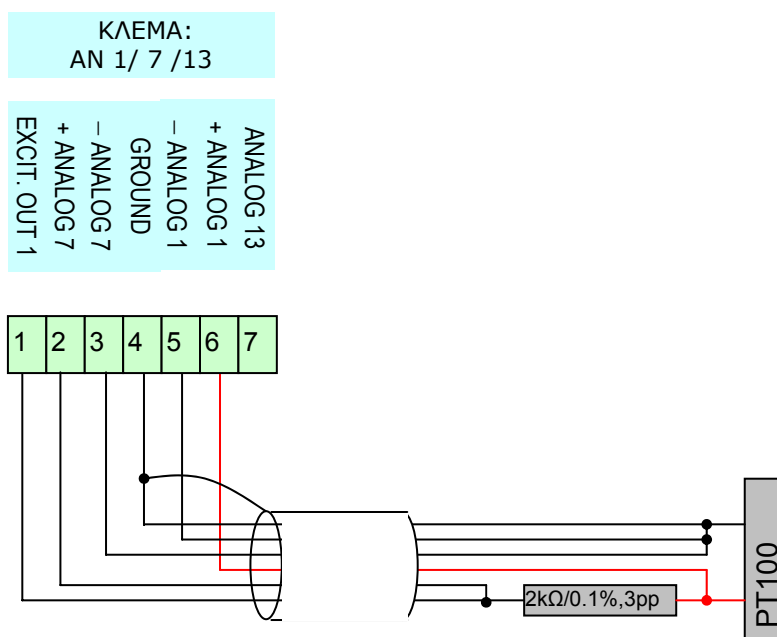 ΚΛΕΜΑ:
AN 1/ 7 /13
EXCIT. OUT 1
+ ANALOG 7
– ANALOG 7
GROUND
– ANALOG 1
+ ANALOG 1
ANALOG 13
1
2
3
4
5
6
7
2kΩ/0.1%,3pp
PT100